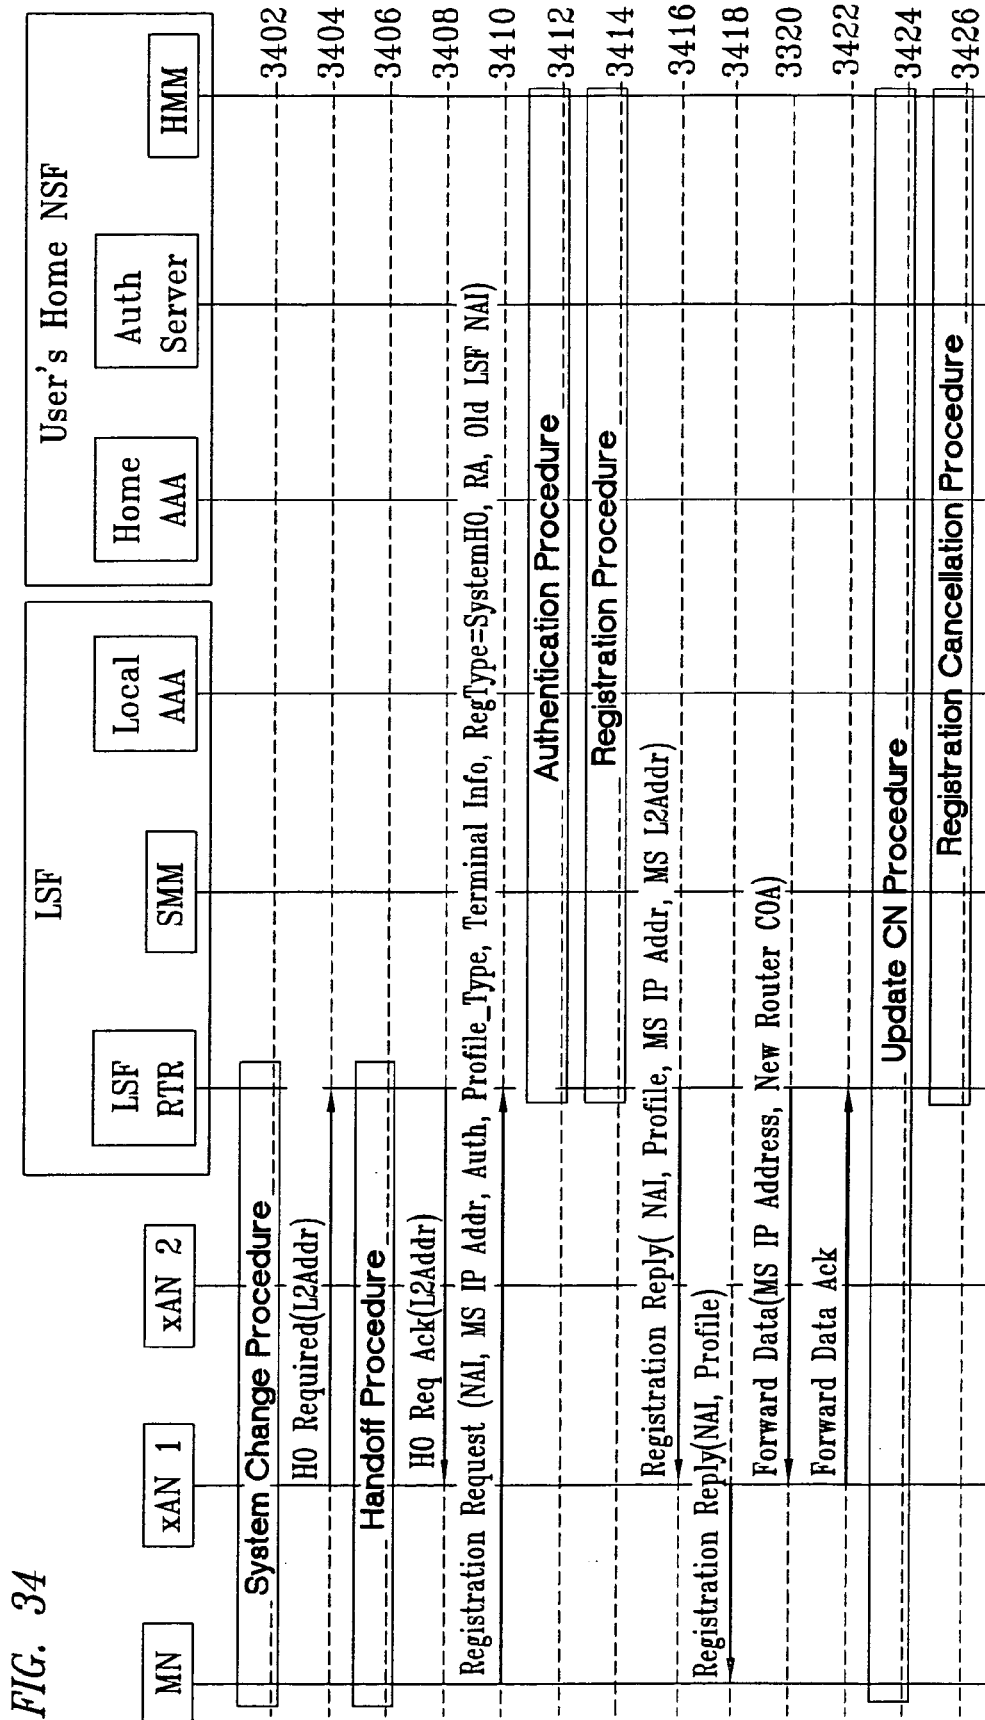 FIG. 34
LSF
User's Home NSF
MN
xAN 1
xAN 2
LSF
RTR
SMM
Local
AAA
Home
AAA
Auth
Server
HMM
System Change Procedure
3402
HO Required(L2Addr)
3404
Handoff Procedure
3406
HO Req Ack(L2Addr)
3408
Registration Request (NAI, MS IP Addr, Auth, Profile_Type, Terminal Info, RegType=SystemHO, RA, Old LSF NAI)
3410
Authentication Procedure
3412
Registration Procedure
3414
Registration Reply( NAI, Profile, MS IP Addr, MS L2Addr)
3416
Registration Reply(NAI, Profile)
3418
Forward Data(MS IP Address, New Router COA)
3320
Forward Data Ack
3422
Update CN Procedure
3424
Registration Cancellation Procedure
3426